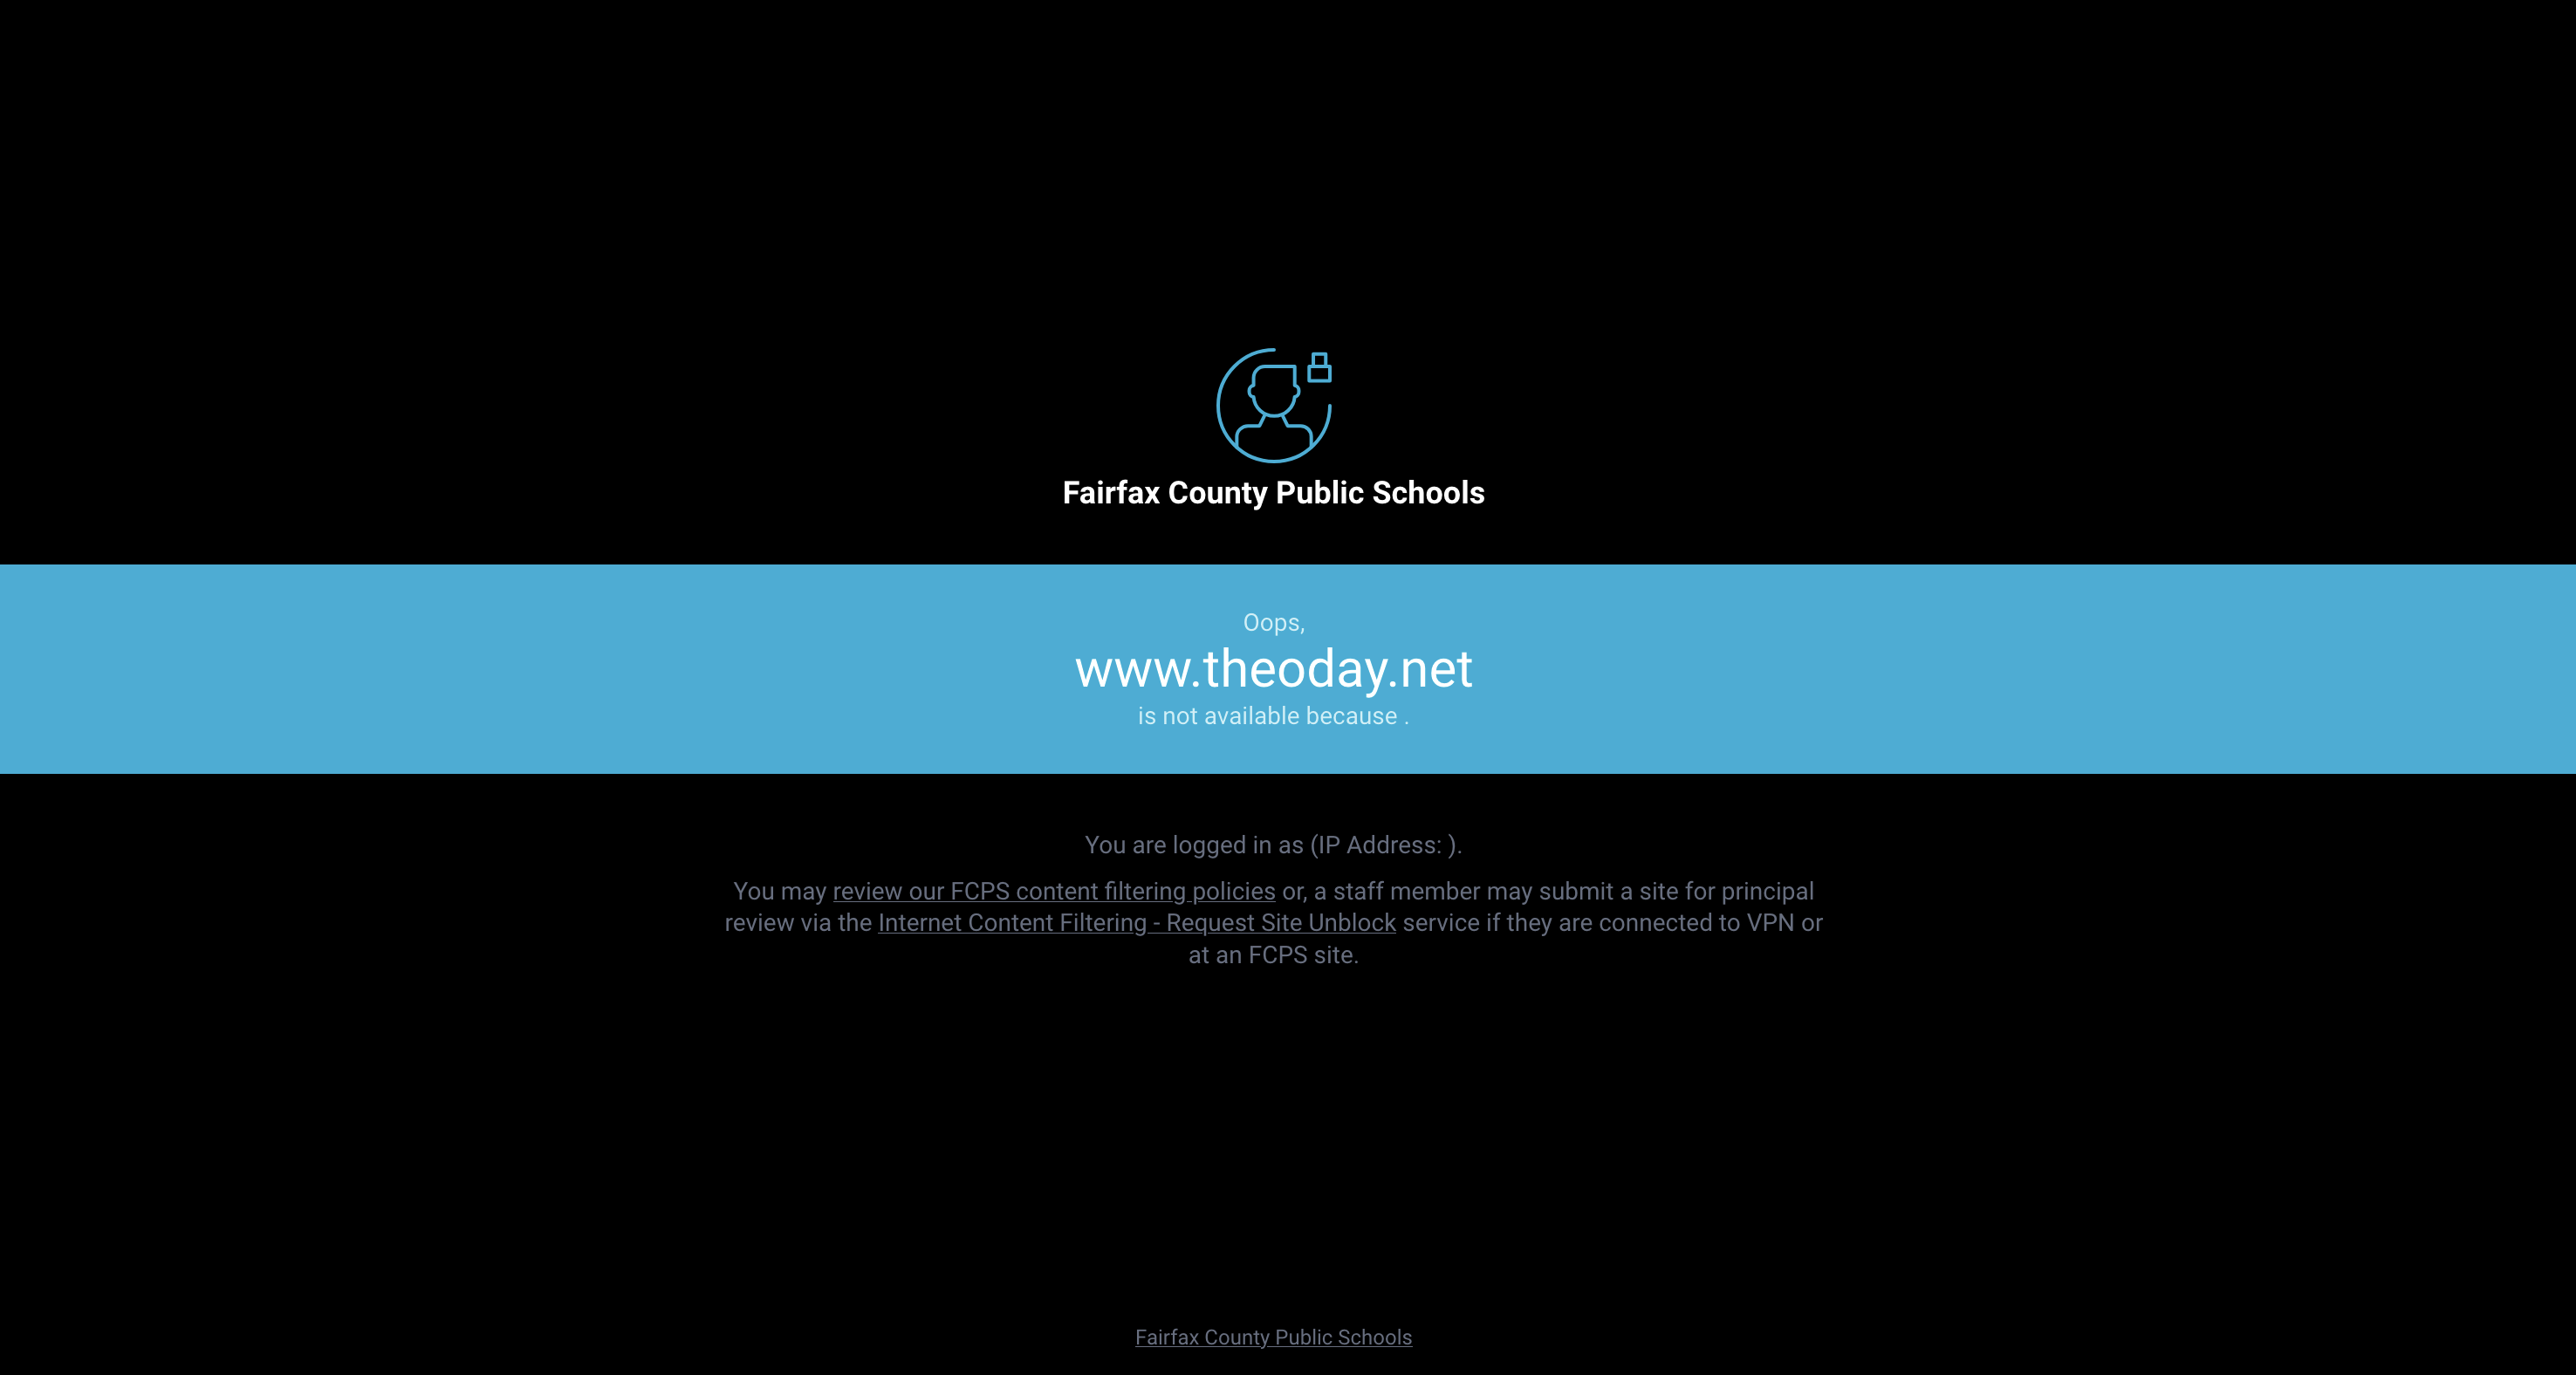 Fairfax County Public Schools
Oops,
www.theoday.net
is not available because .
You are logged in as (IP Address: ).
You may review our FCPS content filtering policies or, a staff member may submit a site for principal
review via the Internet Content Filtering - Request Site Unblock service if they are connected to VPN or
at an FCPS site.
Fairfax County Public Schools